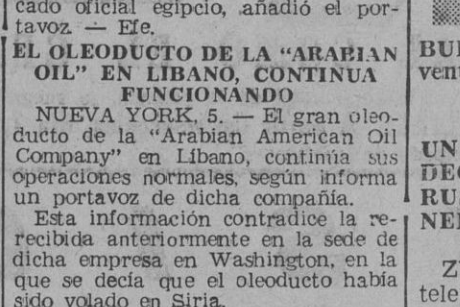 cado oficial egipcio, añadió el por-
tavoz. — Efe.
EL OLEODUCTO DE LA “ARABIAN
OIL” EN LIBANO, CONTINUA
FUNCIONANDO
NUEVA YORK, 5. — El gran oleo-
ducto de la “Arabian American Oil
Company” en Líbano, continúa sus
operaciones normales, según informa
un portavoz de dicha compañía.
Esta información contradice la re-
recibida anteriormente en la sede de
dicha empresa en Washington, en la
que se decía que el oleoducto había
sido volado en Siria.
BU
vent
UN
DEC
RU
NE
Z
tele